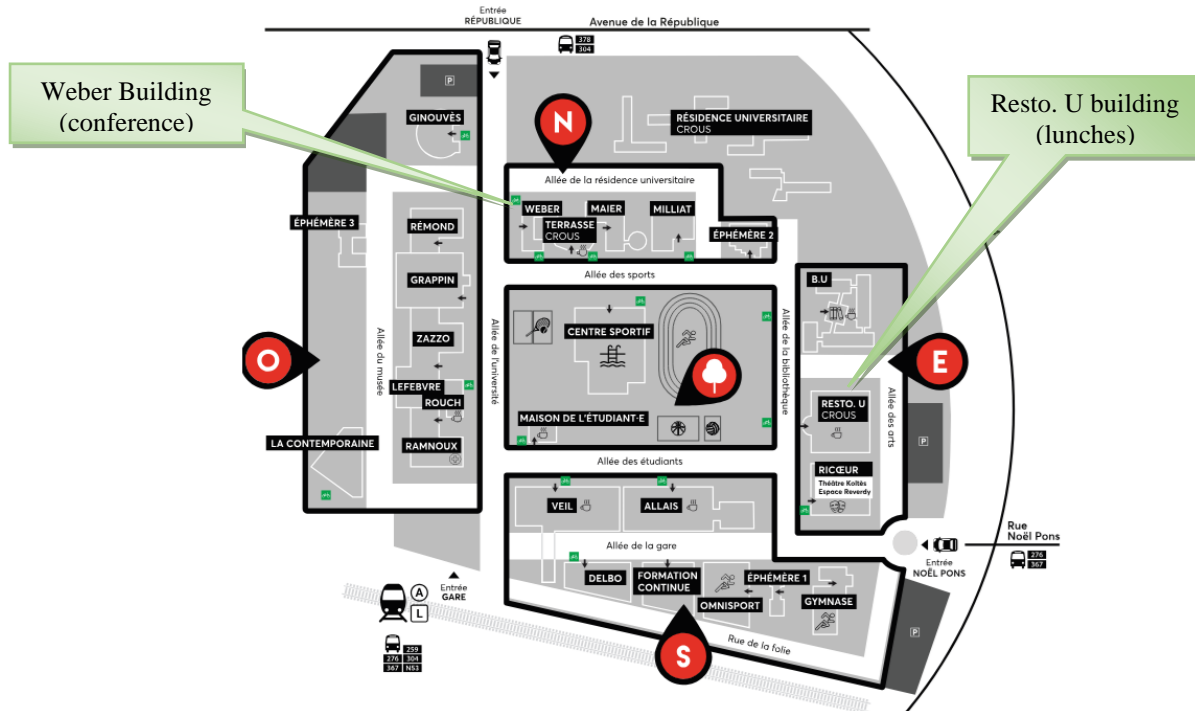 Entrée
RÉPUBLIQUE
Avenue de la République
378
304
Weber Building
(conference)
Resto. U building
(lunches)
P
GINOUVÈS
N
RÉSIDENCE UNIVERSITAIRE
CROUS
Allée de la résidence universitaire
WEBER
MAIER
MILLIAT
TERRASSE
CROUS
ÉPHÉMÈRE 2
ÉPHÉMÈRE 3
RÉMOND
Allée des sports
GRAPPIN
B.U
CENTRE SPORTIF
ZAZZO
O
E
Allée du musée
Allée de l'université
Allée de la bibliothèque
Allée des arts
LEFEBVRE
ROUCH
RESTO. U
CROUS
MAISON DE L'ÉTUDIANT·E
LA CONTEMPORAINE
RAMNOUX
P
Allée des étudiants
RICŒUR
Théâtre Koltès
Espace Reverdy
VEIL
ALLAIS
Rue
Noël Pons
276
367
Entrée
NOËL PONS
Allée de la gare
DELBO
FORMATION
CONTINUE
ÉPHÉMÈRE 1
OMNISPORT
GYMNASE
Entrée
GARE
A
L
259
276 304
367 N53
S
Rue de la folie
P